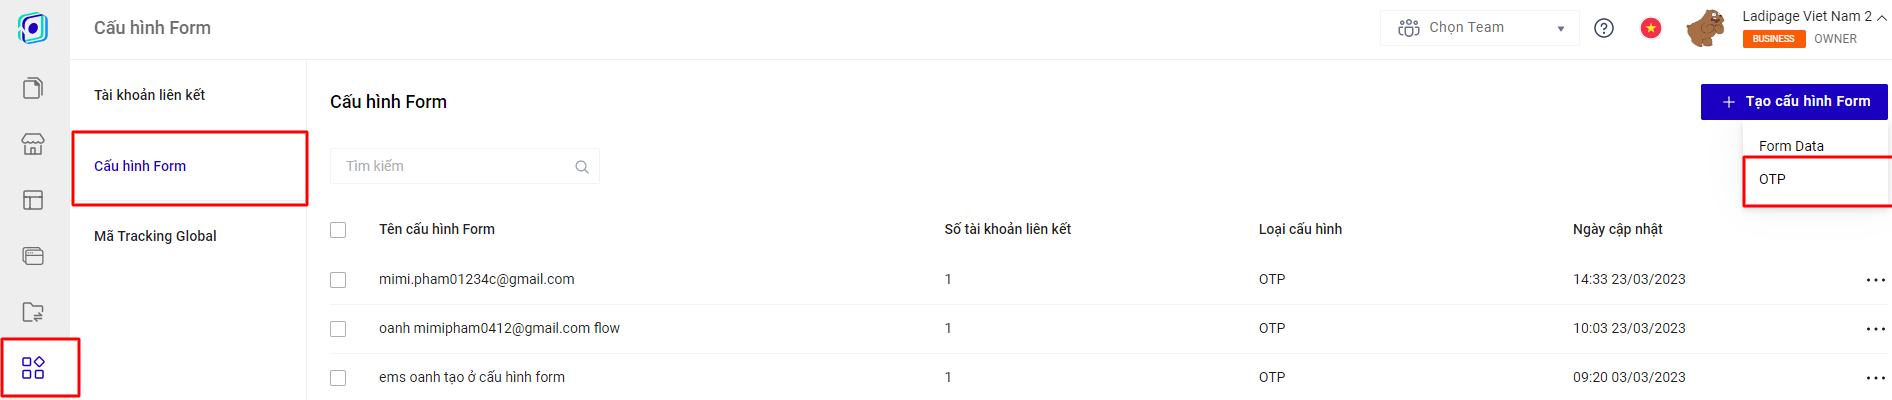 Cấu hình Form
Chọn Team
Ladipage Viet Nam 2
BUSINESS OWNER
Tài khoản liên kết
Cấu hình Form
Mã Tracking Global
Cấu hình Form
Tạo cấu hình Form
Form Data
OTP
Tìm kiếm
Tên cấu hình Form Số tài khoản liên kết Loại cấu hình Ngày cập nhật
mimi.pham01234c@gmail.com 1 OTP 14:33 23/03/2023
oanh mimipham0412@gmail.com flow 1 OTP 10:03 23/03/2023
ems oanh tạo ở cấu hình form 1 OTP 09:20 03/03/2023